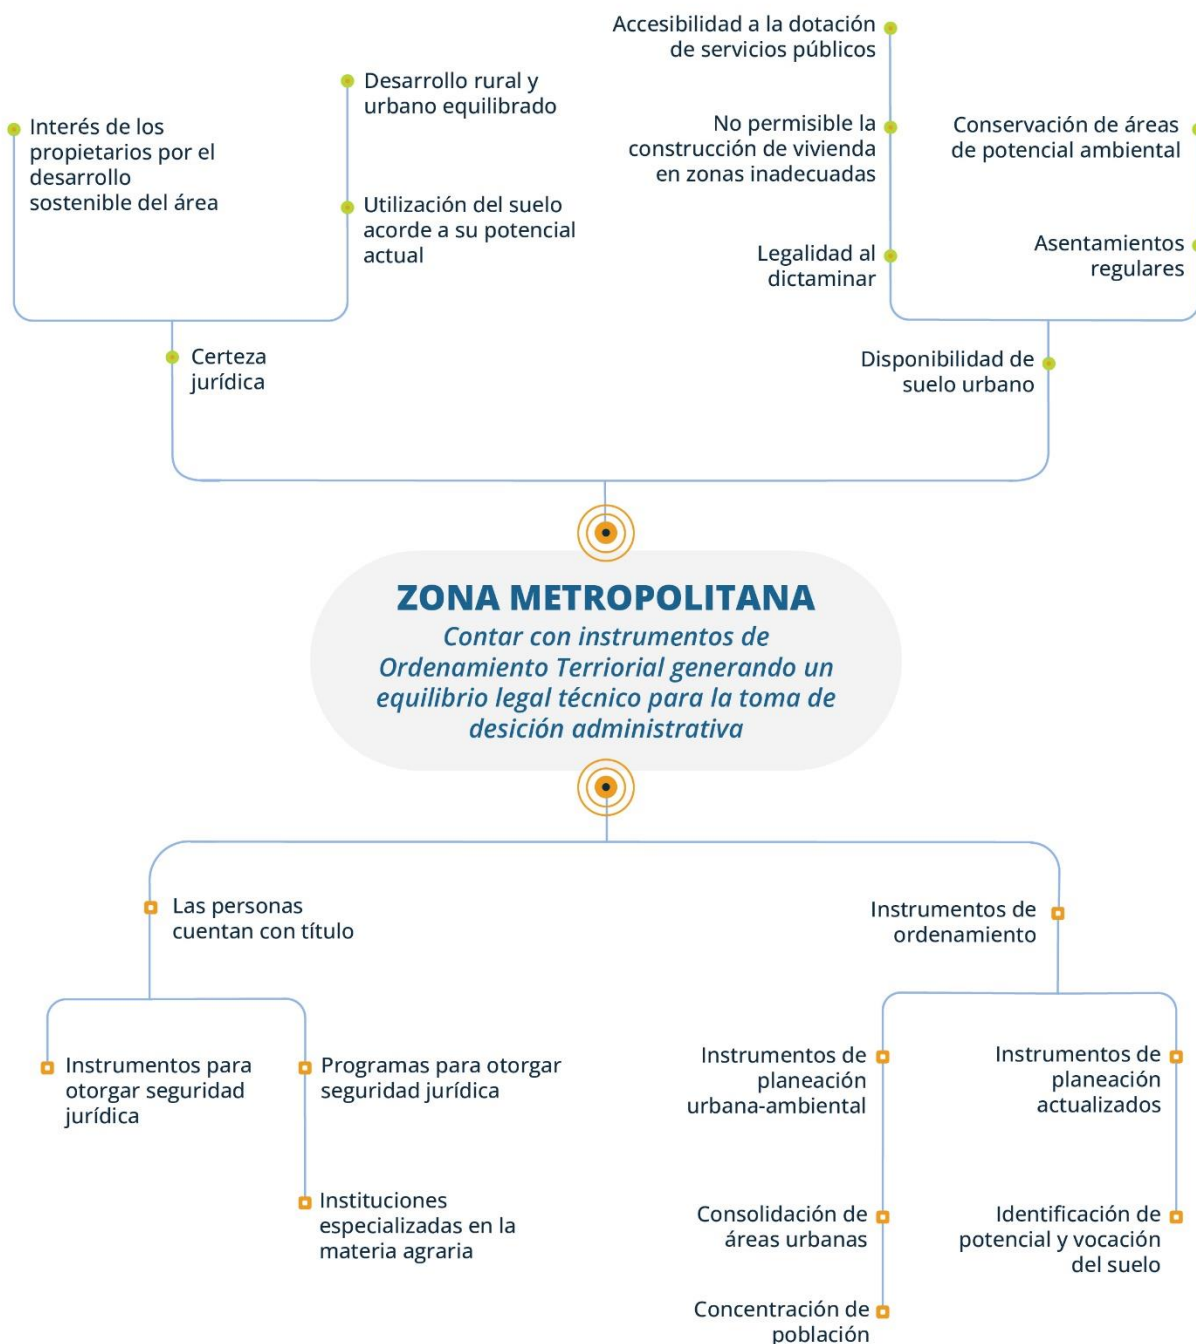 Accesibilidad a la dotación
de servicios públicos
Desarrollo rural y
urbano equilibrado
Interés de los
propietarios por el
desarrollo
sostenible del área
No permisible la
construcción de vivienda
en zonas inadecuadas
Conservación de áreas
de potencial ambiental
Utilización del suelo
acorde a su potencial
actual
Legalidad al
dictaminar
Asentamientos
regulares
Certeza
jurídica
Disponibilidad de
suelo urbano
ZONA METROPOLITANA
Contar con instrumentos de
Ordenamiento Terriorial generando un
equilibrio legal técnico para la toma de
desición administrativa
Las personas
cuentan con título
Instrumentos de
ordenamiento
Instrumentos para
otorgar seguridad
jurídica
Programas para otorgar
seguridad jurídica
Instrumentos de
planeación
urbana-ambiental
Instrumentos de
planeación
actualizados
Instituciones
especializadas en la
materia agraria
Consolidación de
áreas urbanas
Identificación de
potencial y vocación
del suelo
Concentración de
población